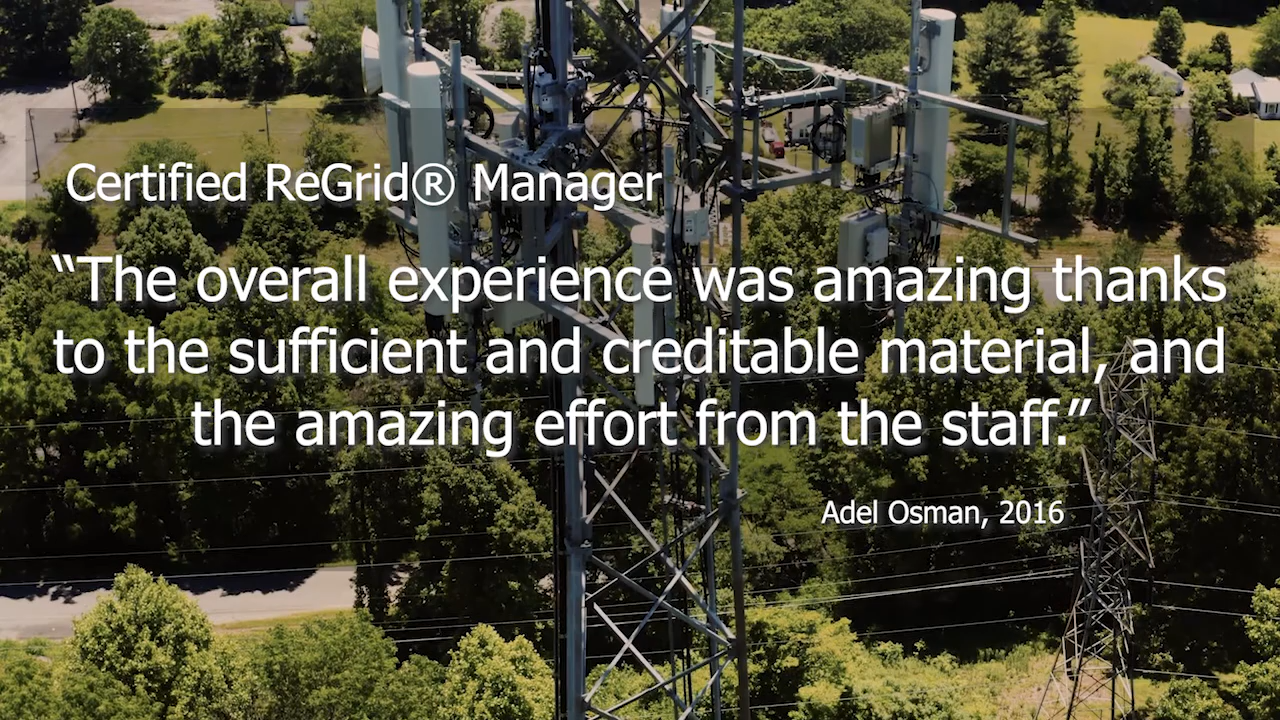 Certified ReGrid® Manager
“The overall experience was amazing thanks
to the sufficient and creditable material, and
the amazing effort from the staff.”
Adel Osman, 2016